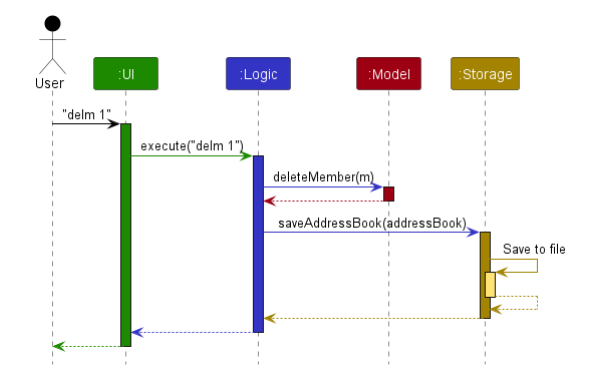 :UI
:Logic
:Model
:Storage
User
"delm 1"
execute("delm 1")
deleteMember(m)
saveAddressBook(addressBook)
Save to file